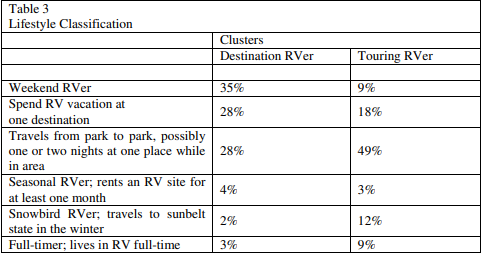 Table 3
Lifestyle Classification
Clusters
Destination RVer Touring RVer
Weekend RVer 35% 9%
Spend RV vacation at
one destination 28% 18%
Travels from park to park, possibly
one or two nights at one place while
in area 28% 49%
Seasonal RVer; rents an RV site for
at least one month 4% 3%
Snowbird RVer; travels to sunbelt
state in the winter 2% 12%
Full-timer; lives in RV full-time 3% 9%